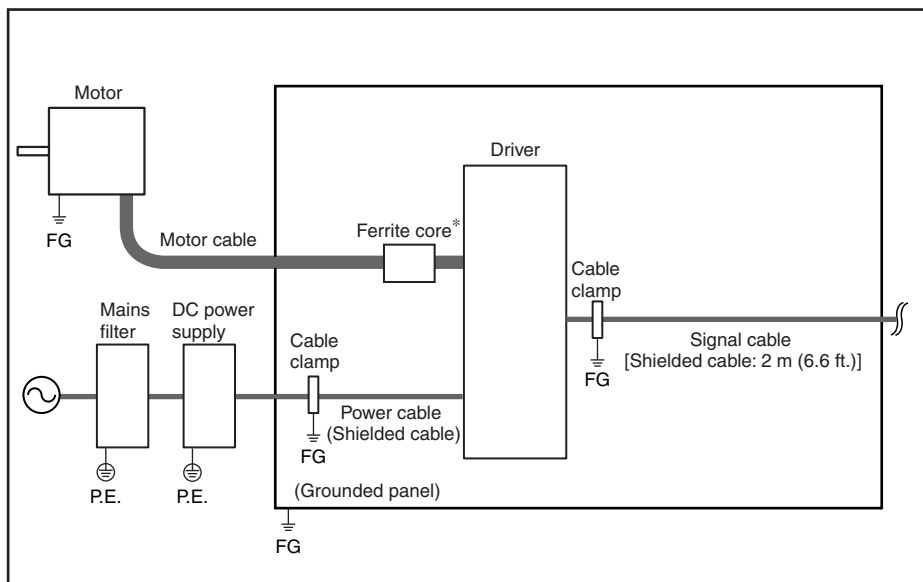 Motor
FG
Motor cable
Ferrite core*
Driver
Cable
clamp
FG
Signal cable
[Shielded cable: 2 m (6.6 ft.)]
Mains
filter
DC power
supply
Cable
clamp
Power cable
(Shielded cable)
FG
P.E.
P.E.
(Grounded panel)
FG